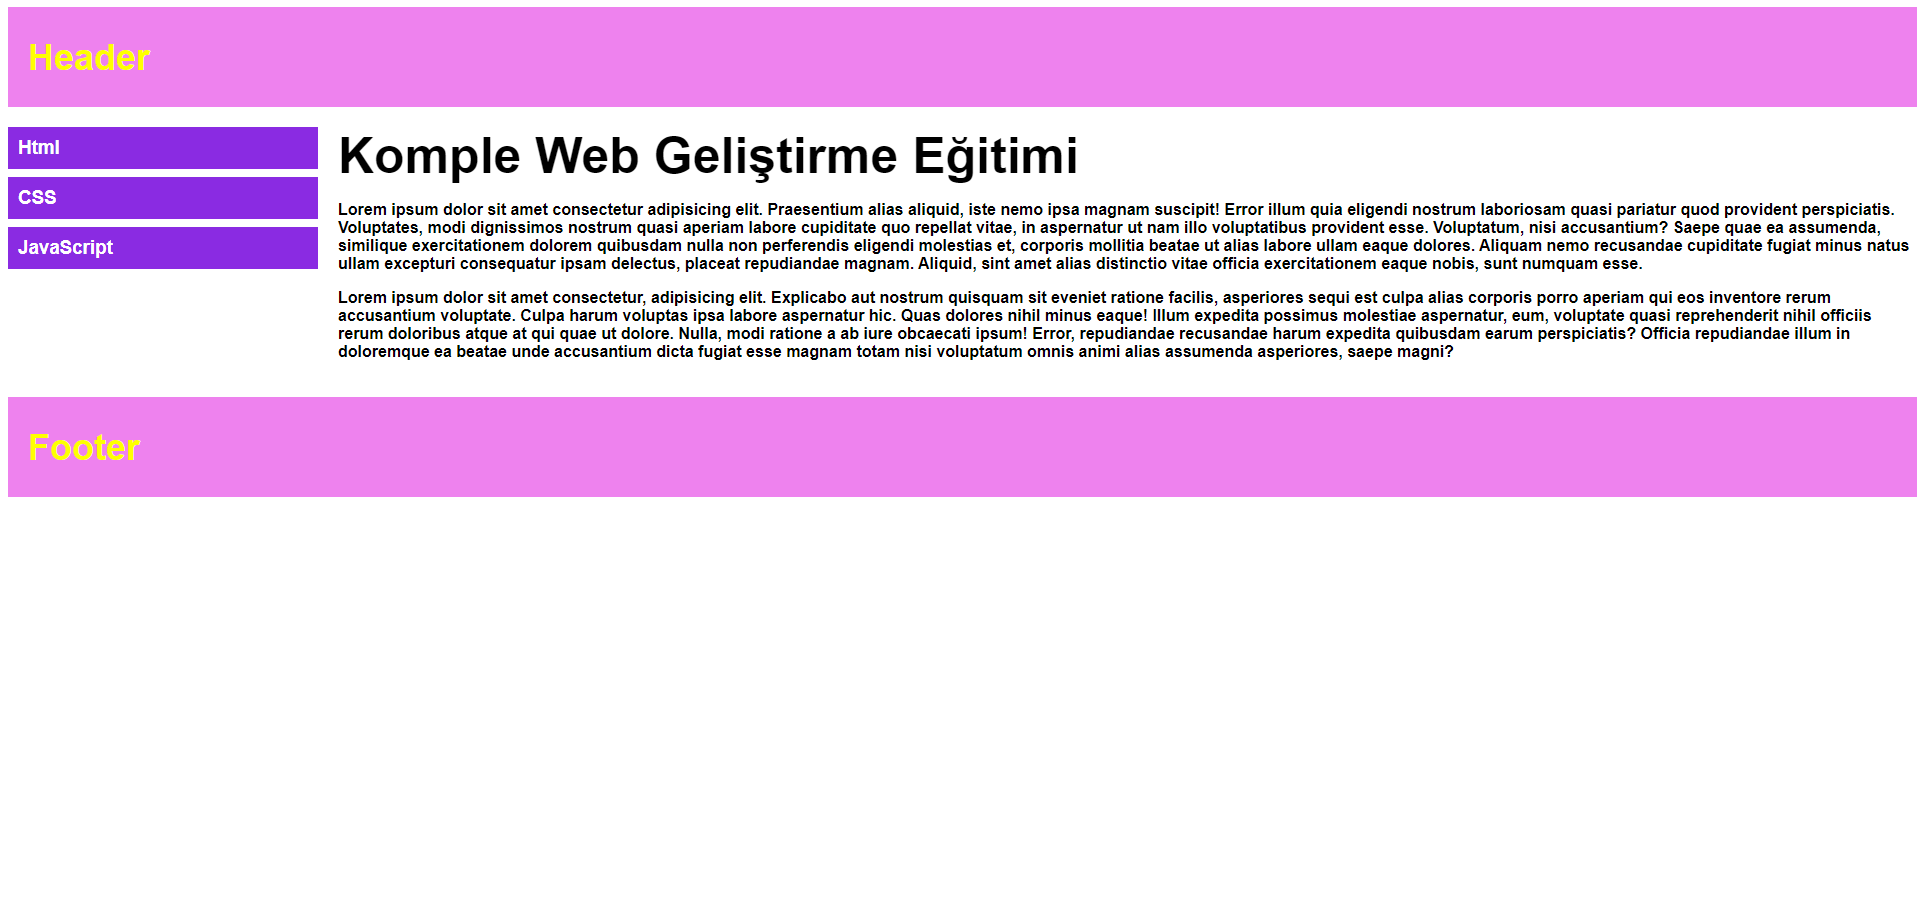 Header
Html
CSS
JavaScript
Komple Web Geliştirme Eğitimi
Lorem ipsum dolor sit amet consectetur adipisicing elit. Praesentium alias aliquid, iste nemo ipsa magnam suscipit! Error illum quia eligendi nostrum laboriosam quasi pariatur quod provident perspiciatis.
Voluptates, modi dignissimos nostrum quasi aperiam labore cupiditate quo repellat vitae, in aspernatur ut nam illo voluptatibus provident esse. Voluptatum, nisi accusantium? Saepe quae ea assumenda,
similique exercitationem dolorem quibusdam nulla non perferendis eligendi molestias et, corporis mollitia beatae ut alias labore ullam eaque dolores. Aliquam nemo recusandae cupiditate fugiat minus natus
ullam excepturi consequatur ipsam delectus, placeat repudiandae magnam. Aliquid, sint amet alias distinctio vitae officia exercitationem eaque nobis, sunt numquam esse.
Lorem ipsum dolor sit amet consectetur, adipisicing elit. Explicabo aut nostrum quisquam sit eveniet ratione facilis, asperiores sequi est culpa alias corporis porro aperiam qui eos inventore rerum
accusantium voluptate. Culpa harum voluptas ipsa labore aspernatur hic. Quas dolores nihil minus eaque! Illum expedita possimus molestiae aspernatur, eum, voluptate quasi reprehenderit nihil officiis
rerum doloribus atque at qui quae ut dolore. Nulla, modi ratione a ab iure obcaecati ipsum! Error, repudiandae recusandae harum expedita quibusdam earum perspiciatis? Officia repudiandae illum in
doloremque ea beatae unde accusantium dicta fugiat esse magnam totam nisi voluptatum omnis animi alias assumenda asperiores, saepe magni?
Footer